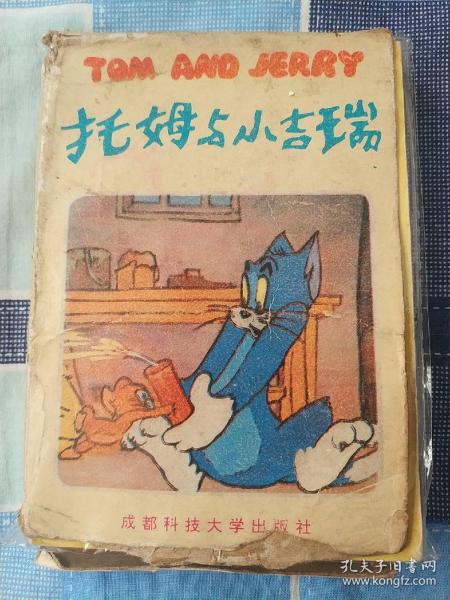 TOM AND JERRY
托姆与小吉瑞
成都科技大学出版社
孔夫子旧书网
www.kongfz.com